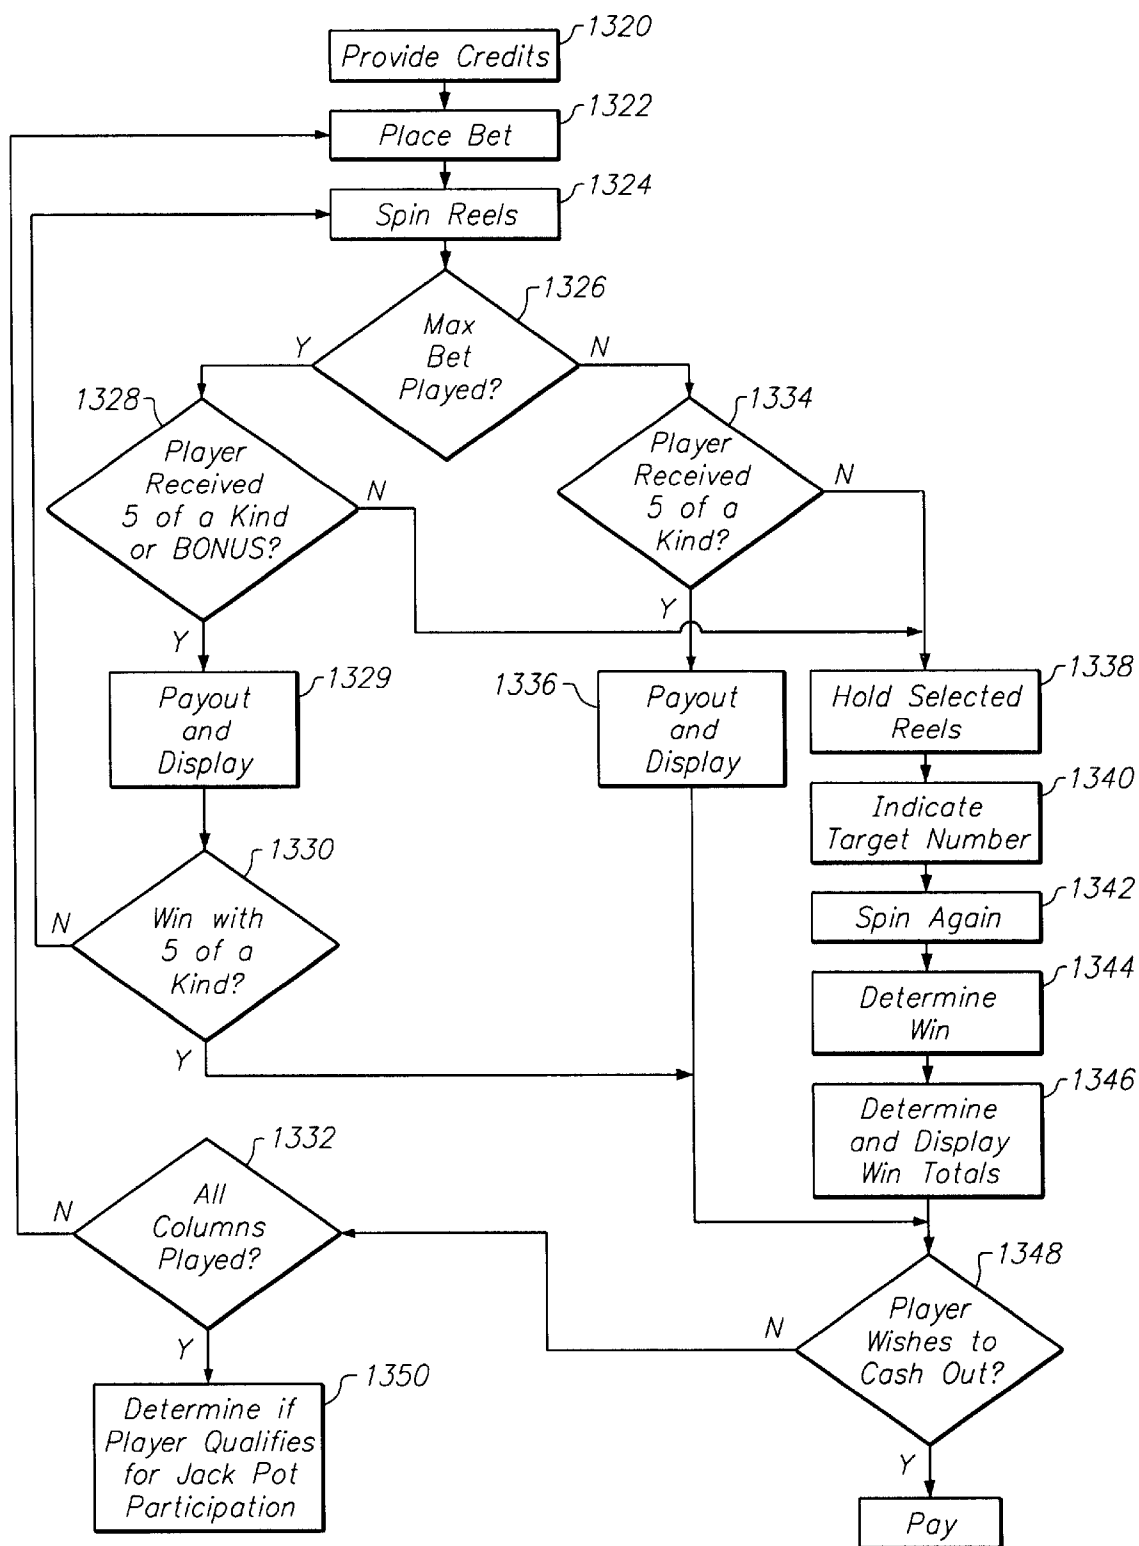 1320
Provide Credits
1322
Place Bet
1324
Spin Reels
1326
Max
Bet
Played?
Y
N
1328
Player
Received
5 of a Kind
or BONUS?
N
Y
1334
Player
Received
5 of a
Kind?
N
Y
1329
Payout
and
Display
1336
Payout
and
Display
1338
Hold Selected
Reels
1340
Indicate
Target Number
1342
Spin Again
1344
Determine
Win
1346
Determine
and Display
Win Totals
1330
Win with
5 of a
Kind?
N
Y
1332
All
Columns
Played?
N
Y
1348
Player
Wishes to
Cash Out?
N
Y
1350
Determine if
Player Qualifies
for Jack Pot
Participation
Pay